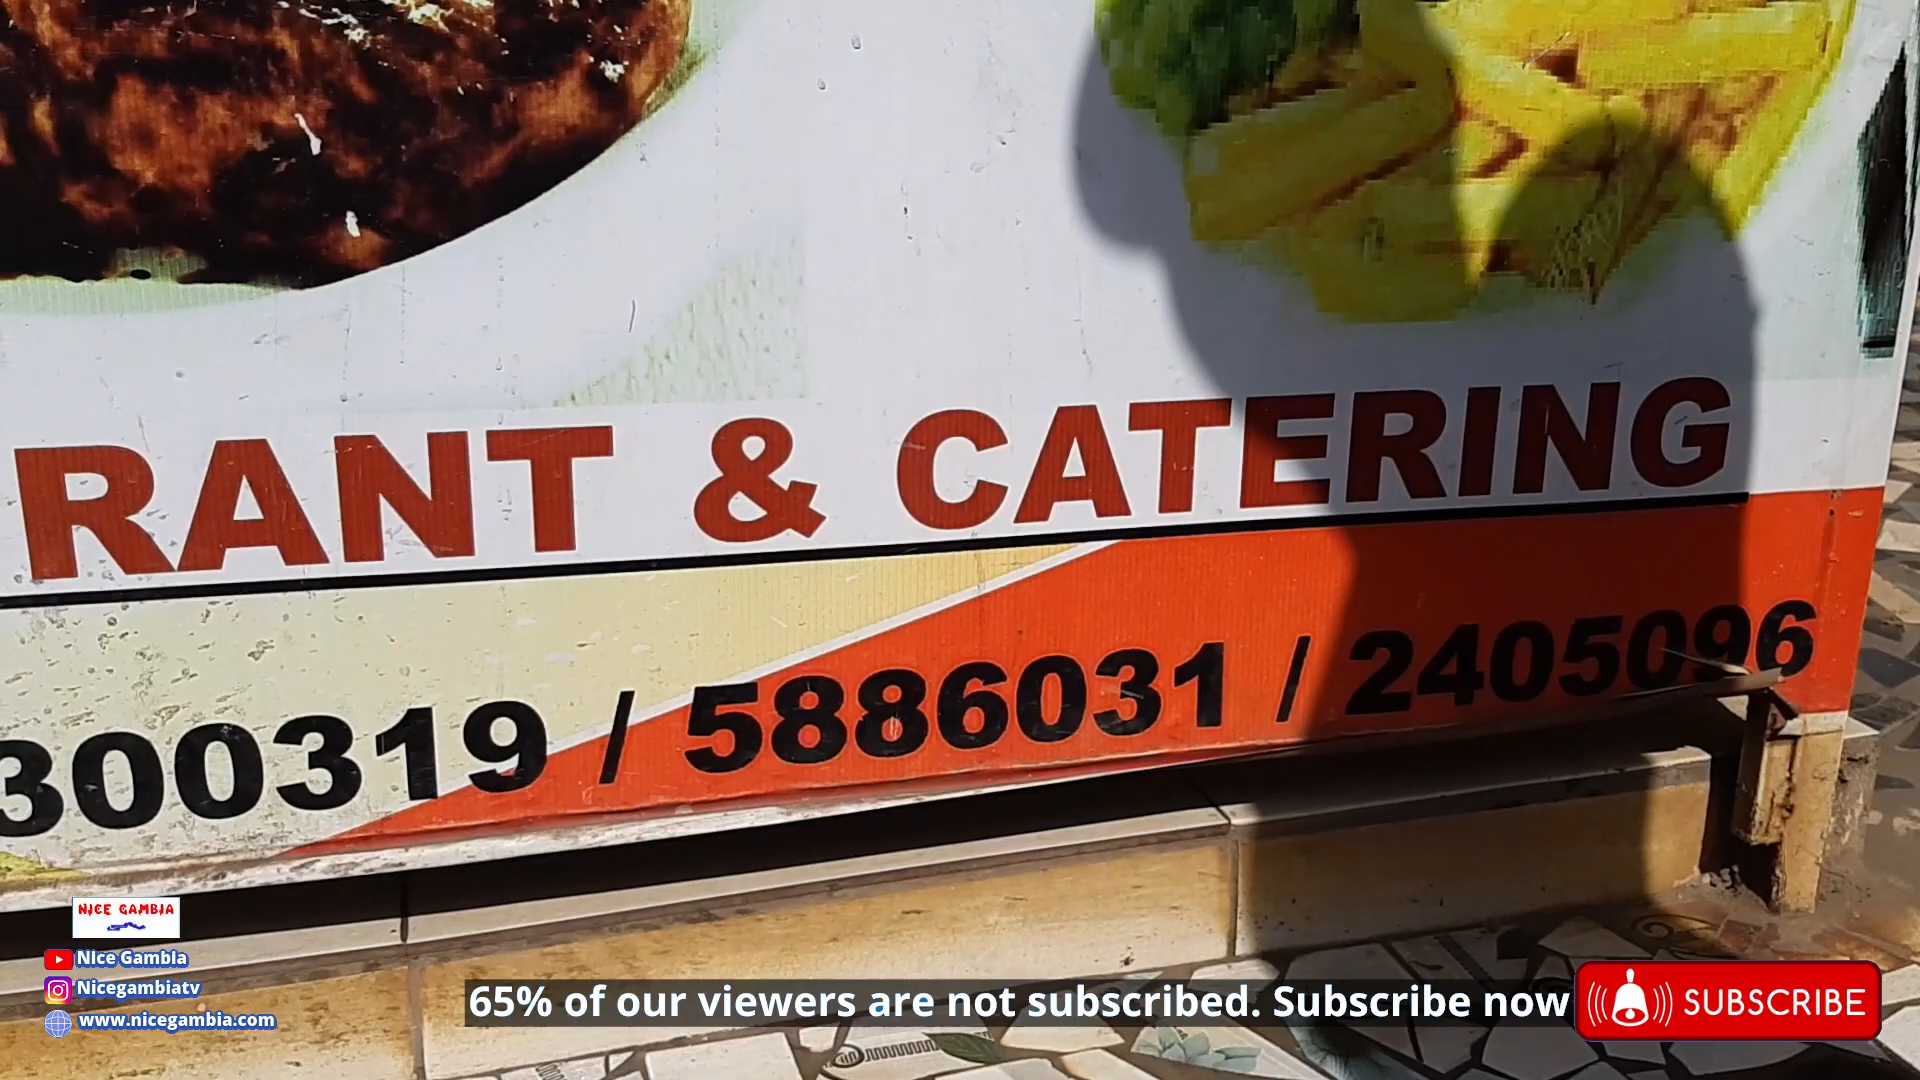 RANT & CATERING
300319 / 5886031 / 2405096
NICE GAMBIA
Nice Gambia
Nicegambiatv
www.nicegambia.com
65% of our viewers are not subscribed. Subscribe now
SUBSCRIBE